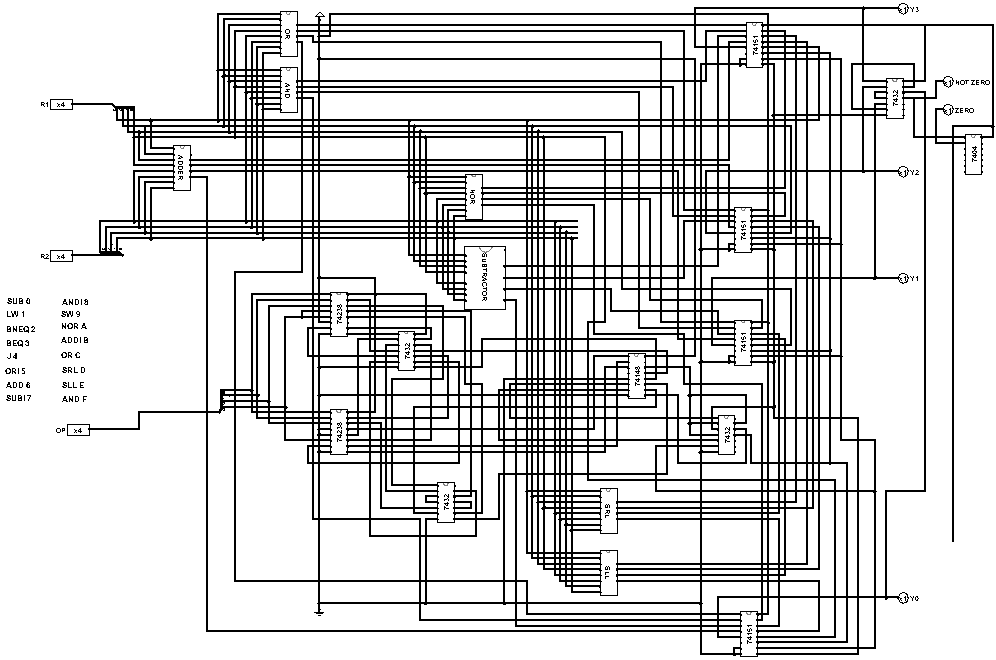 Y3
OR
74151
AND
NOT ZERO
7432
R1
x4
ZERO
ADDER
7404
Y2
NOR
74151
R2
x4
SUBTRACTOR
Y1
SUB 0
ANDI 8
LW 1
SW 9
BNEQ 2
NOR A
BEQ 3
ADDI B
J 4
OR C
ORI 5
SRL D
ADD 6
SLL E
SUBI 7
AND F
74238
7432
74151
74148
OP
x4
74238
7432
7432
SRL
SLL
Y0
74151